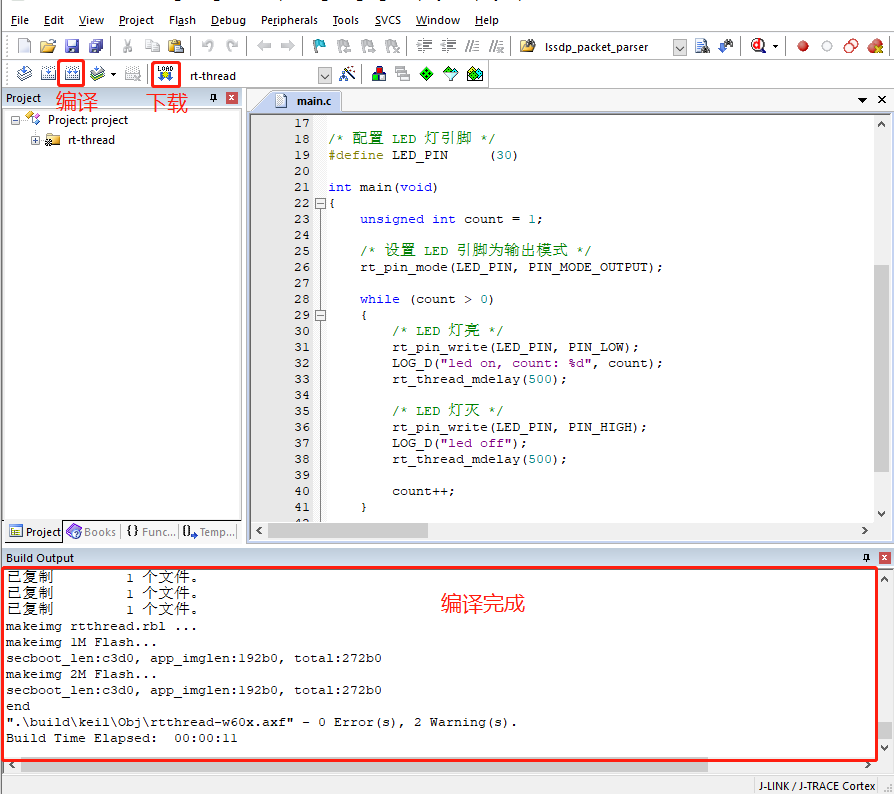 File Edit View Project Flash Debug Peripherals Tools SVCS Window Help
lssdp_packet_parser
LOAD rt-thread
编译 下载
Project
Project: project
rt-thread
main.c
17
18 /* 配置 LED 灯引脚 */
19 #define LED_PIN (30)
20
21 int main(void)
22 {
23 unsigned int count = 1;
24
25 /* 设置 LED 引脚为输出模式 */
26 rt_pin_mode(LED_PIN, PIN_MODE_OUTPUT);
27
28 while (count > 0)
29 {
30 /* LED 灯亮 */
31 rt_pin_write(LED_PIN, PIN_LOW);
32 LOG_D("led on, count: %d", count);
33 rt_thread_mdelay(500);
34
35 /* LED 灯灭 */
36 rt_pin_write(LED_PIN, PIN_HIGH);
37 LOG_D("led off");
38 rt_thread_mdelay(500);
39
40 count++;
41 }
Project Books {} Func... Temp...
Build Output
已复制 1 个文件。
已复制 1 个文件。
已复制 1 个文件。
编译完成
makeimg rtthread.rbl ...
makeimg 1M Flash...
secboot_len:c3d0, app_imglen:192b0, total:272b0
makeimg 2M Flash...
secboot_len:c3d0, app_imglen:192b0, total:272b0
end
".\build\keil\Obj\rtthread-w60x.axf" - 0 Error(s), 2 Warning(s).
Build Time Elapsed: 00:00:11
J-LINK / J-TRACE Cortex